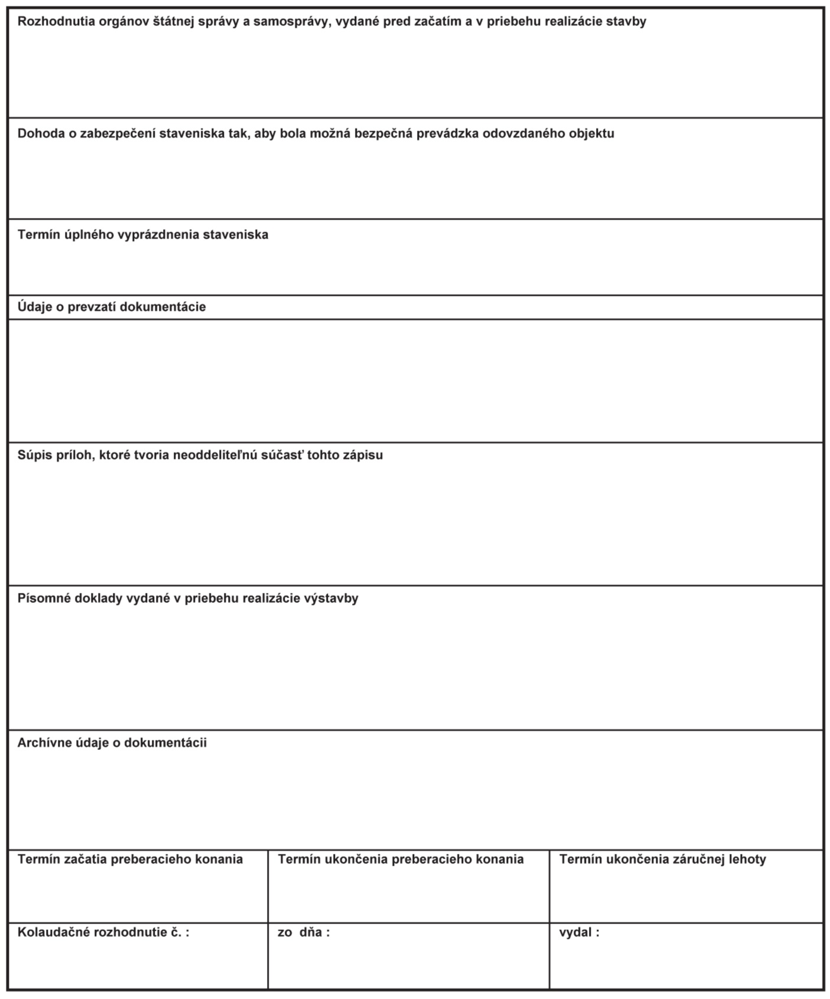 Rozhodnutia orgánov štátnej správy a samosprávy, vydané pred začatím a v priebehu realizácie stavby
Dohoda o zabezpečení staveniska tak, aby bola možná bezpečná prevádzka odovzdaného objektu
Termín úplného vyprázdnenia staveniska
Údaje o prevzatí dokumentácie
Súpis príloh, ktoré tvoria neoddeliteľnú súčasť tohto zápisu
Písomné doklady vydané v priebehu realizácie výstavby
Archívne údaje o dokumentácii
Termín začatia preberacieho konania
Termín ukončenia preberacieho konania
Termín ukončenia záručnej lehoty
Kolaudačné rozhodnutie č. :
zo dňa :
vydal :